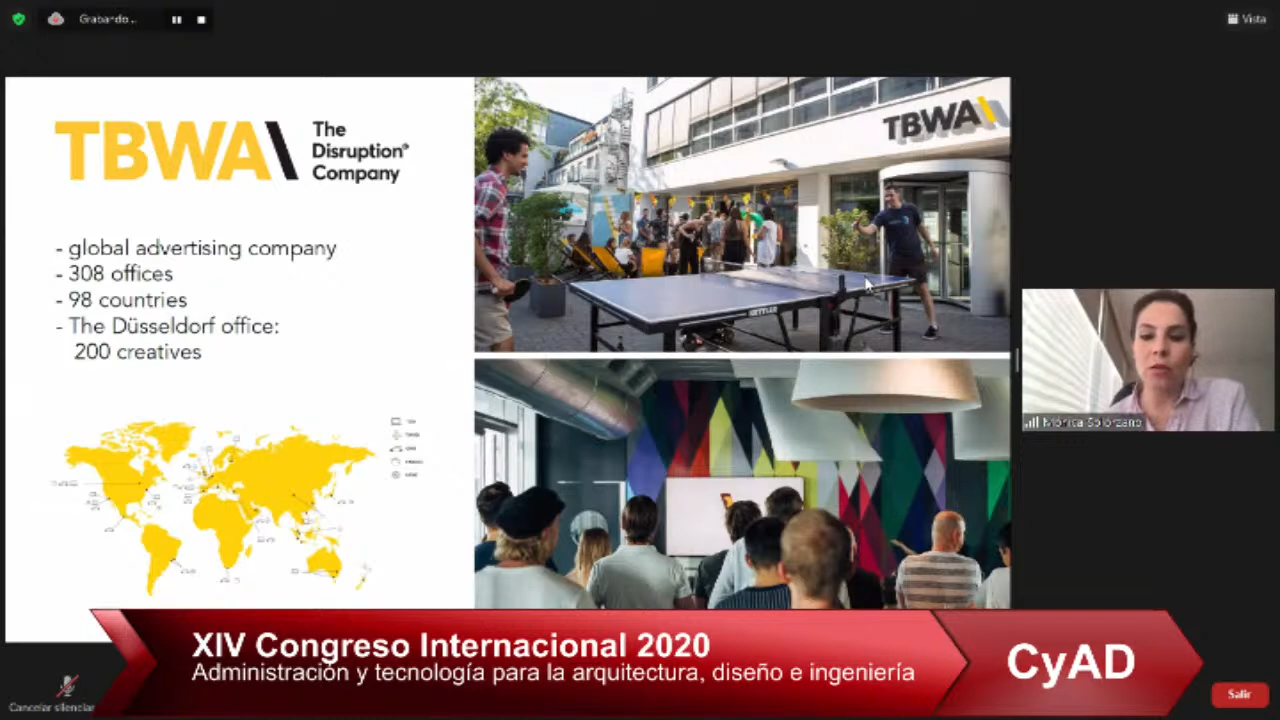 Grabando...
Vista
TBWA\
The
Disruption®
Company
- global advertising company
- 308 offices
- 98 countries
- The Düsseldorf office:
200 creatives
TBWA\
KETTLER
Mónica Solórzano
XIV Congreso Internacional 2020
Administración y tecnología para la arquitectura, diseño e ingeniería
CyAD
Cancelar silenciar
Salir